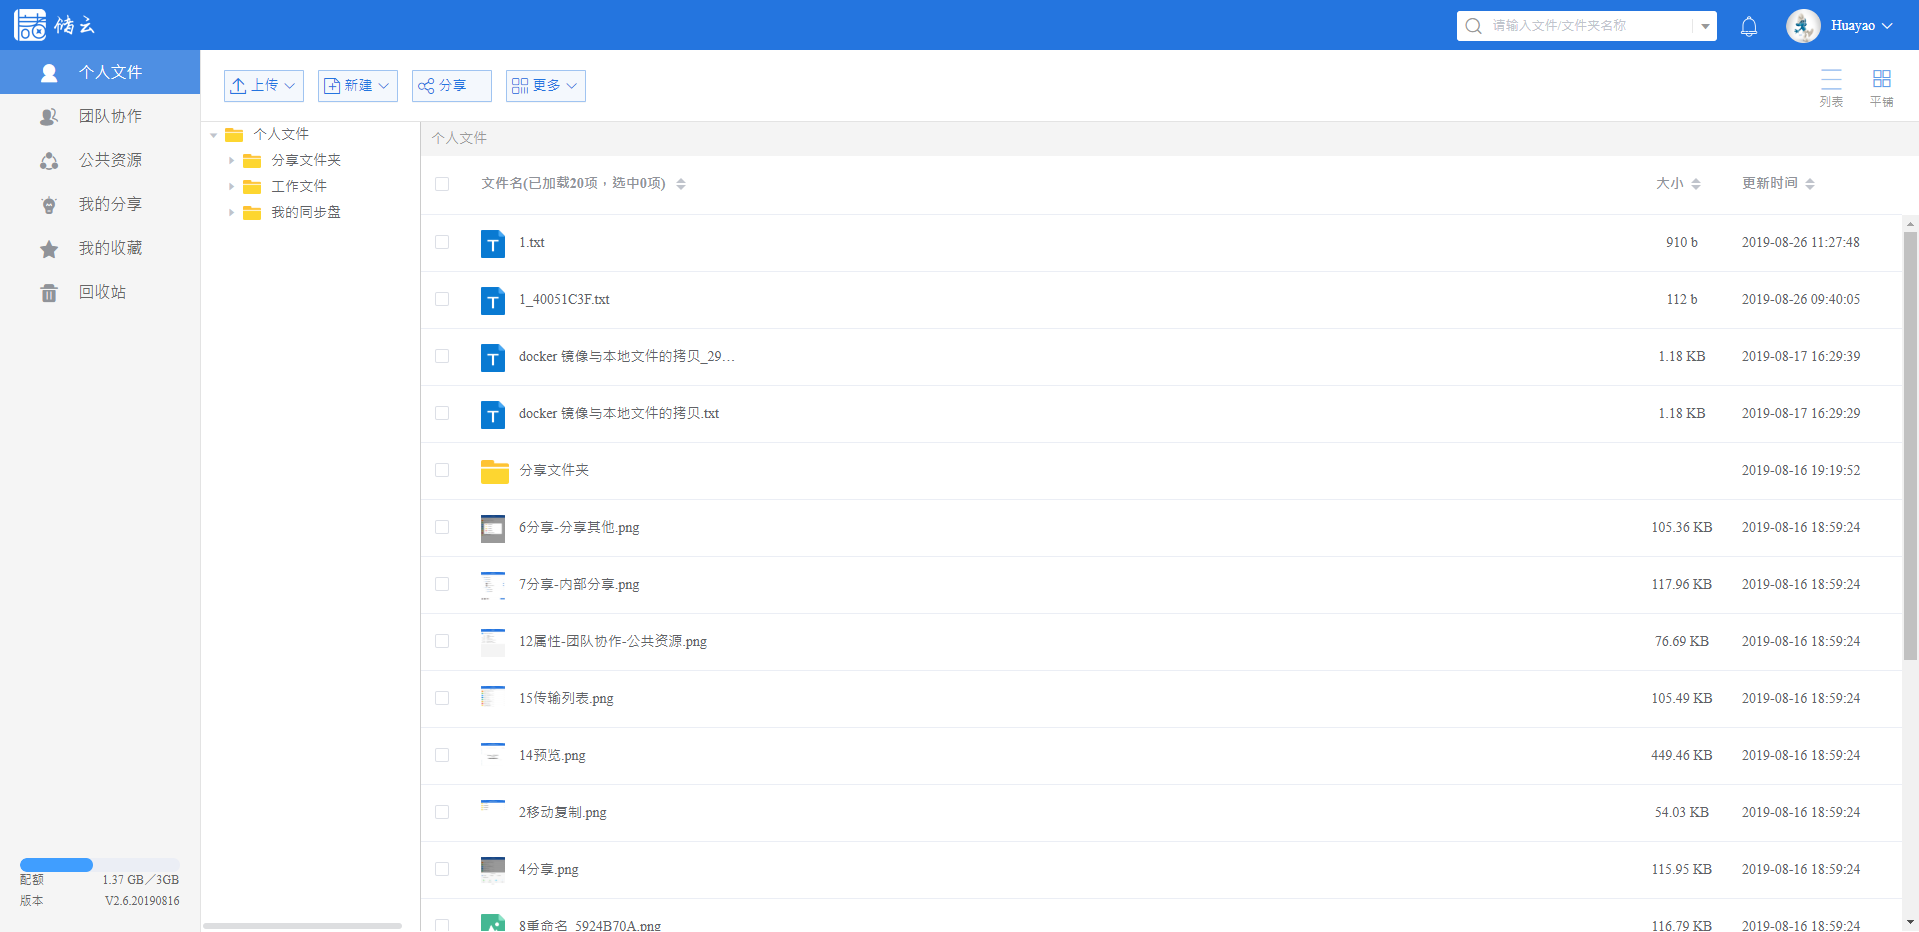 储云
请输入文件/文件夹名称
Huayao
个人文件
团队协作
公共资源
我的分享
我的收藏
回收站
上传
新建
分享
更多
列表
平铺
个人文件
分享文件夹
工作文件
我的同步盘
个人文件
文件名(已加载20项，选中0项) 大小 更新时间
1.txt 910 b 2019-08-26 11:27:48
1_40051C3F.txt 112 b 2019-08-26 09:40:05
docker 镜像与本地文件的拷贝_29... 1.18 KB 2019-08-17 16:29:39
docker 镜像与本地文件的拷贝.txt 1.18 KB 2019-08-17 16:29:29
分享文件夹 2019-08-16 19:19:52
6分享-分享其他.png 105.36 KB 2019-08-16 18:59:24
7分享-内部分享.png 117.96 KB 2019-08-16 18:59:24
12属性-团队协作-公共资源.png 76.69 KB 2019-08-16 18:59:24
15传输列表.png 105.49 KB 2019-08-16 18:59:24
14预览.png 449.46 KB 2019-08-16 18:59:24
2移动复制.png 54.03 KB 2019-08-16 18:59:24
4分享.png 115.95 KB 2019-08-16 18:59:24
8重命名_5924B70A.png 116.79 KB 2019-08-16 18:59:24
配额 1.37 GB／3GB
版本 V2.6.20190816